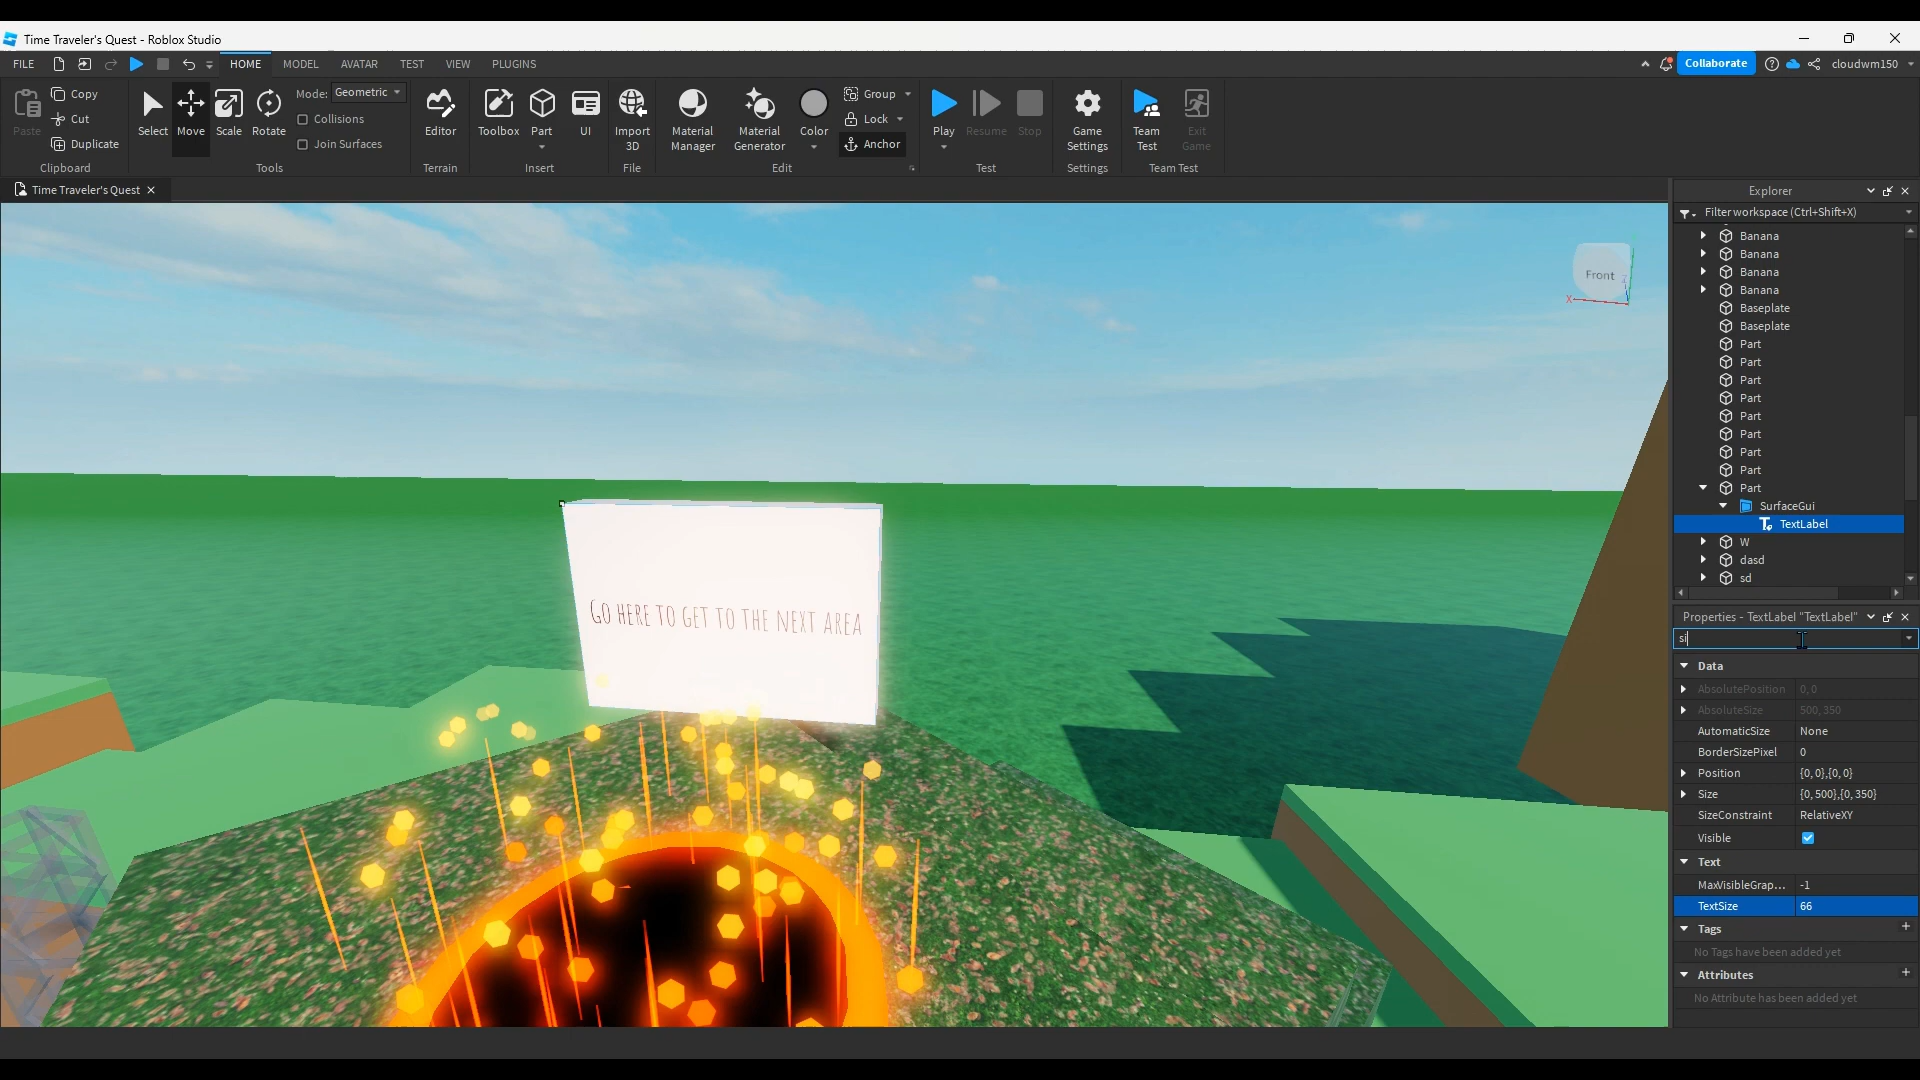 Time Traveler's Quest - Roblox Studio
FILE HOME MODEL AVATAR TEST VIEW PLUGINS Collaborate cloudwm150
Paste Copy Cut Duplicate Clipboard
Select Move Scale Rotate Mode: Geometric Collisions Join Surfaces Tools
Editor Terrain
Toolbox Part UI Insert
Import 3D File
Material Manager Material Generator Color Group Lock Anchor Edit
Play Resume Stop Test
Game Settings Settings
Team Test Exit Game Team Test
Time Traveler's Quest
Front
X
Z
Go here to get to the next area
Explorer
Filter workspace (Ctrl+Shift+X)
Banana
Banana
Banana
Banana
Baseplate
Baseplate
Part
Part
Part
Part
Part
Part
Part
Part
Part
SurfaceGui
TextLabel
W
dasd
sd
Properties - TextLabel "TextLabel"
si
Data
AbsolutePosition 0, 0
AbsoluteSize 500, 350
AutomaticSize None
BorderSizePixel 0
Position {0, 0},{0, 0}
Size {0, 500},{0, 350}
SizeConstraint RelativeXY
Visible
Text
MaxVisibleGrap... -1
TextSize 66
Tags
No Tags have been added yet
Attributes
No Attribute has been added yet